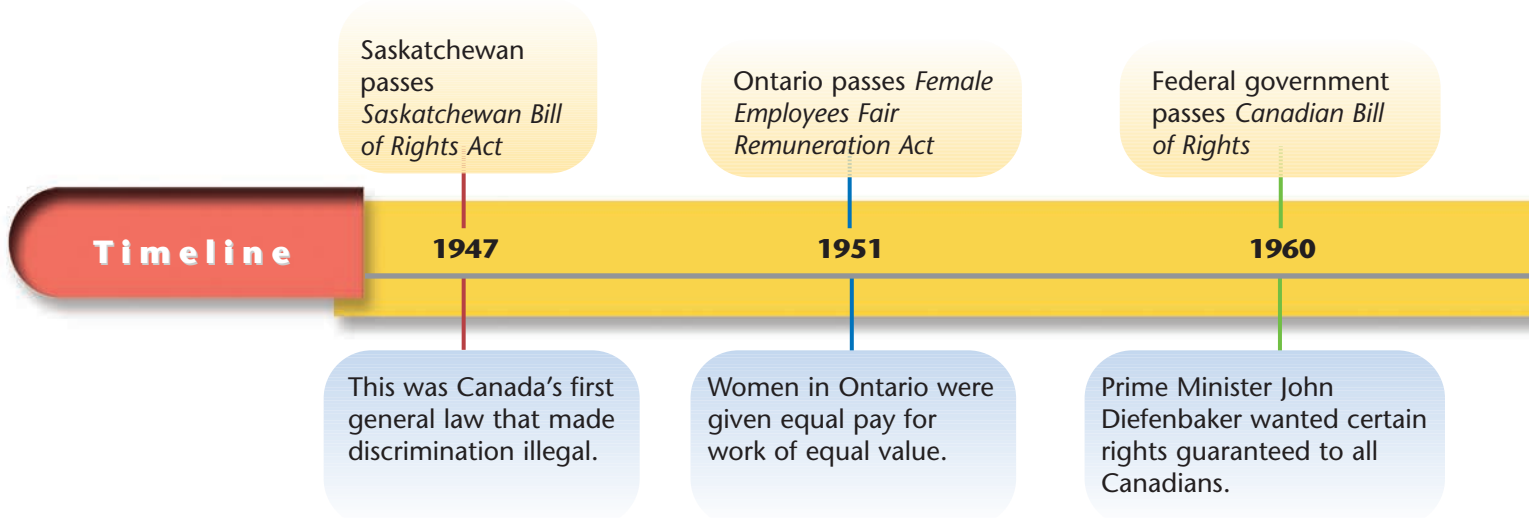 Saskatchewan
passes
Saskatchewan Bill
of Rights Act
Ontario passes Female
Employees Fair
Remuneration Act
Federal government
passes Canadian Bill
of Rights
Timeline
1947
1951
1960
This was Canada’s first
general law that made
discrimination illegal.
Women in Ontario were
given equal pay for
work of equal value.
Prime Minister John
Diefenbaker wanted certain
rights guaranteed to all
Canadians.